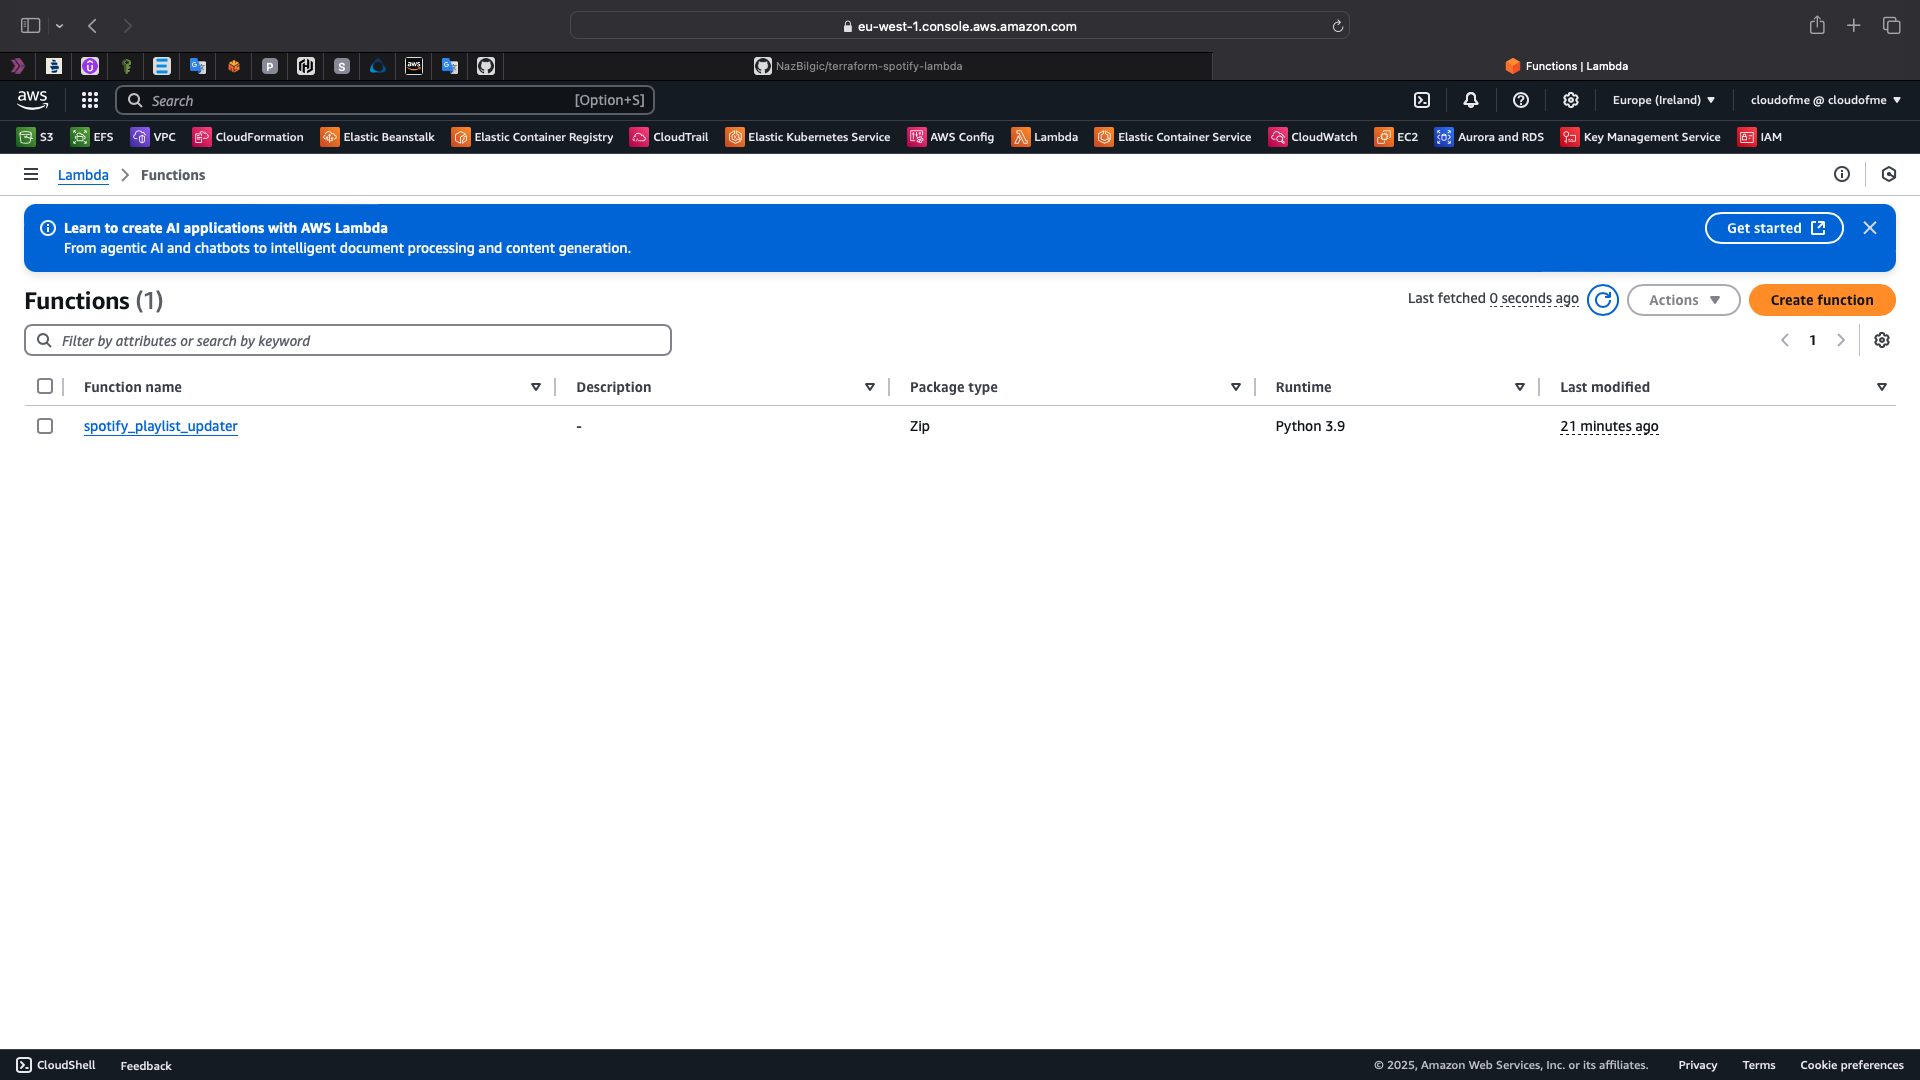 eu-west-1.console.aws.amazon.com
NazBilgic/terraform-spotify-lambda
Functions | Lambda
aws
Search
[Option+S]
Europe (Ireland)
cloudofme @ cloudofme
S3
EFS
VPC
CloudFormation
Elastic Beanstalk
Elastic Container Registry
CloudTrail
Elastic Kubernetes Service
AWS Config
Lambda
Elastic Container Service
CloudWatch
EC2
Aurora and RDS
Key Management Service
IAM
Lambda
Functions
Learn to create AI applications with AWS Lambda
From agentic AI and chatbots to intelligent document processing and content generation.
Get started
Functions (1)
Last fetched 0 seconds ago
Actions
Create function
Filter by attributes or search by keyword
1
Function name
Description
Package type
Runtime
Last modified
spotify_playlist_updater
-
Zip
Python 3.9
21 minutes ago
CloudShell
Feedback
© 2025, Amazon Web Services, Inc. or its affiliates.
Privacy
Terms
Cookie preferences